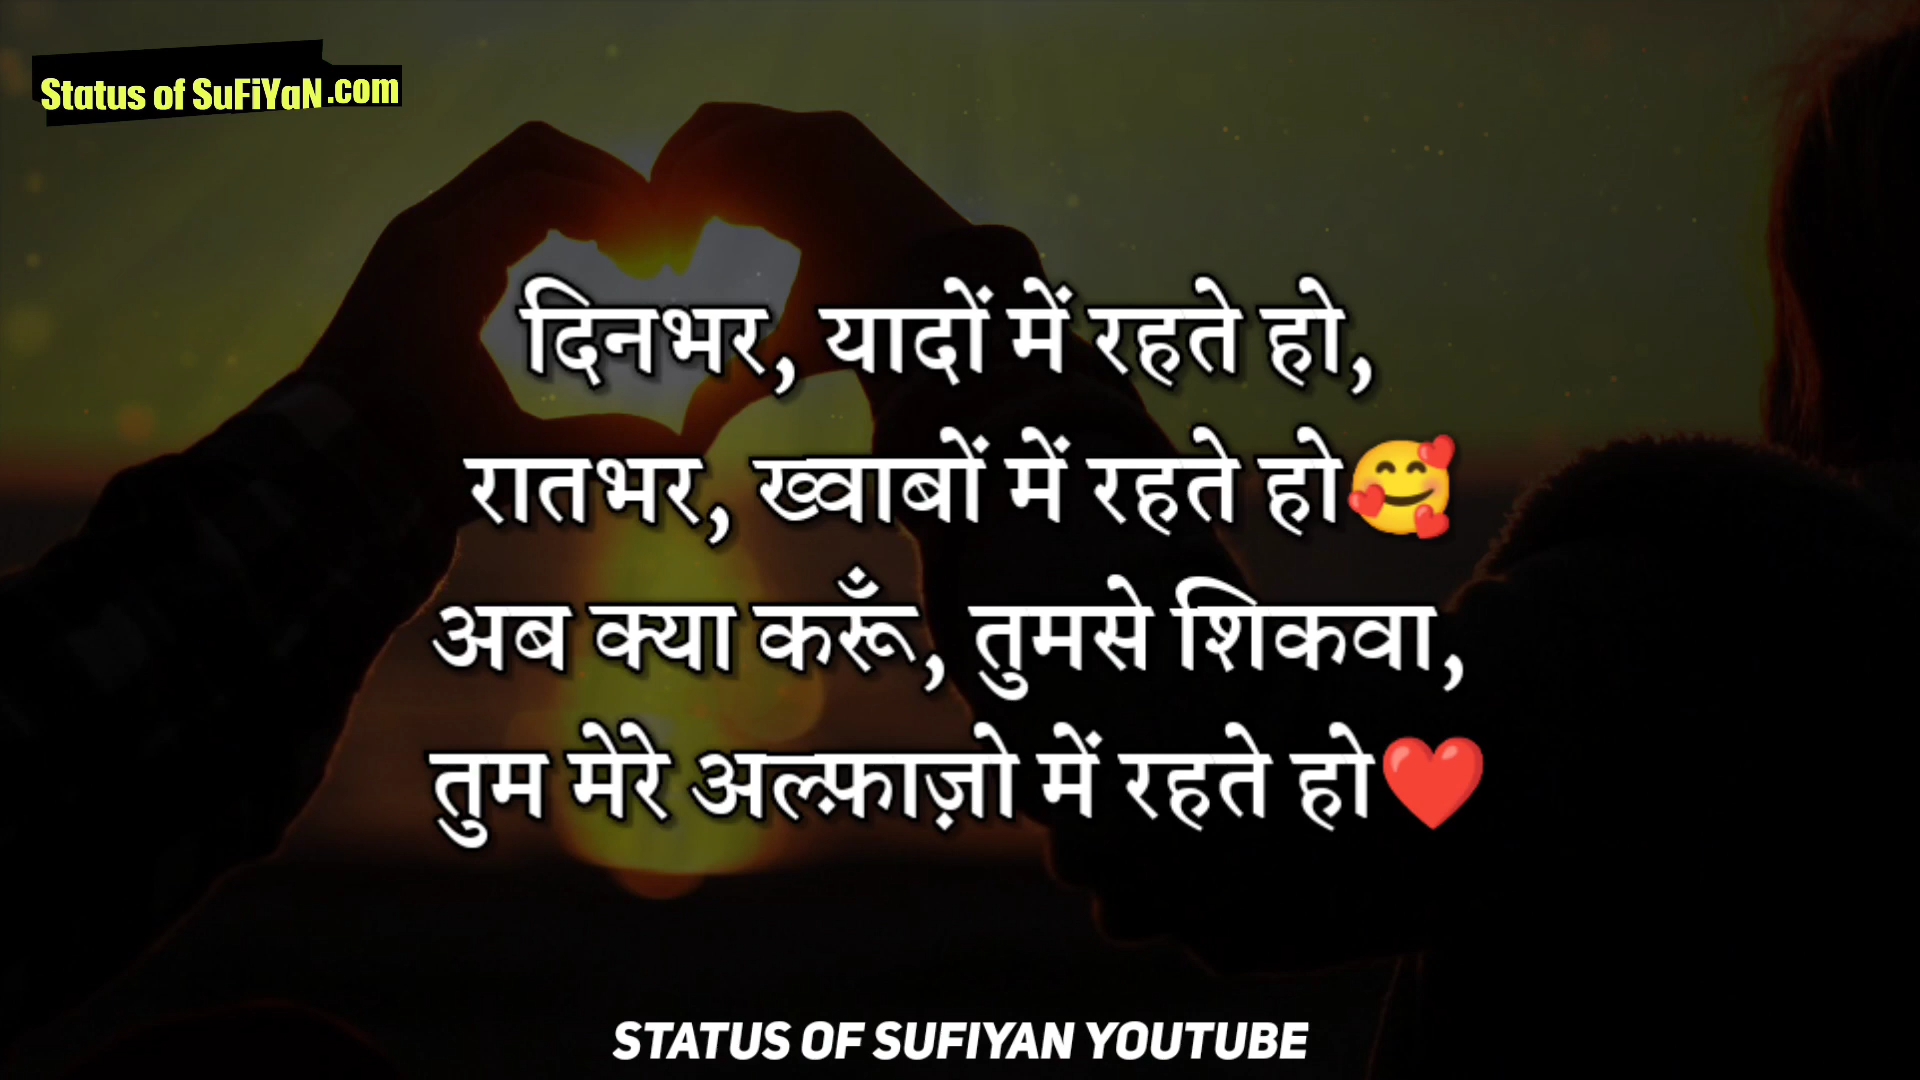 Status of SuFiYaN.com
दिनभर, यादों में रहते हो,
रातभर, ख्वाबों में रहते हो🥰
अब क्या करूँ, तुमसे शिकवा,
तुम मेरे अल्फ़ाज़ो में रहते हो❤️
STATUS OF SUFIYAN YOUTUBE